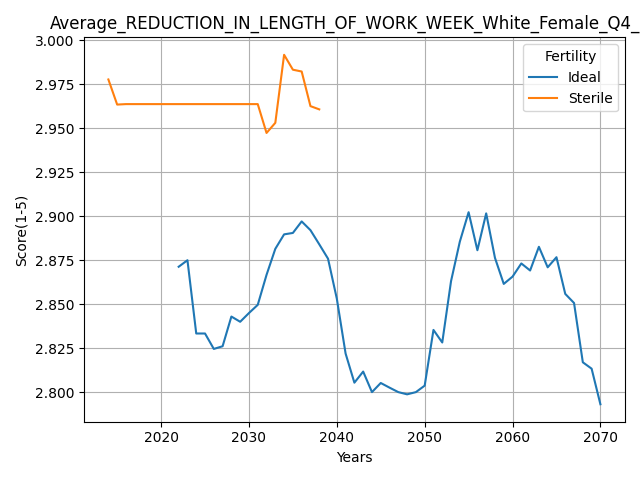 Average_REDUCTION_IN_LENGTH_OF_WORK_WEEK_White_Female_Q4_
3.000
2.975
2.950
2.925
2.900
2.875
2.850
2.825
2.800
Score(1-5)
Fertility
Ideal
Sterile
2020 2030 2040 2050 2060 2070
Years